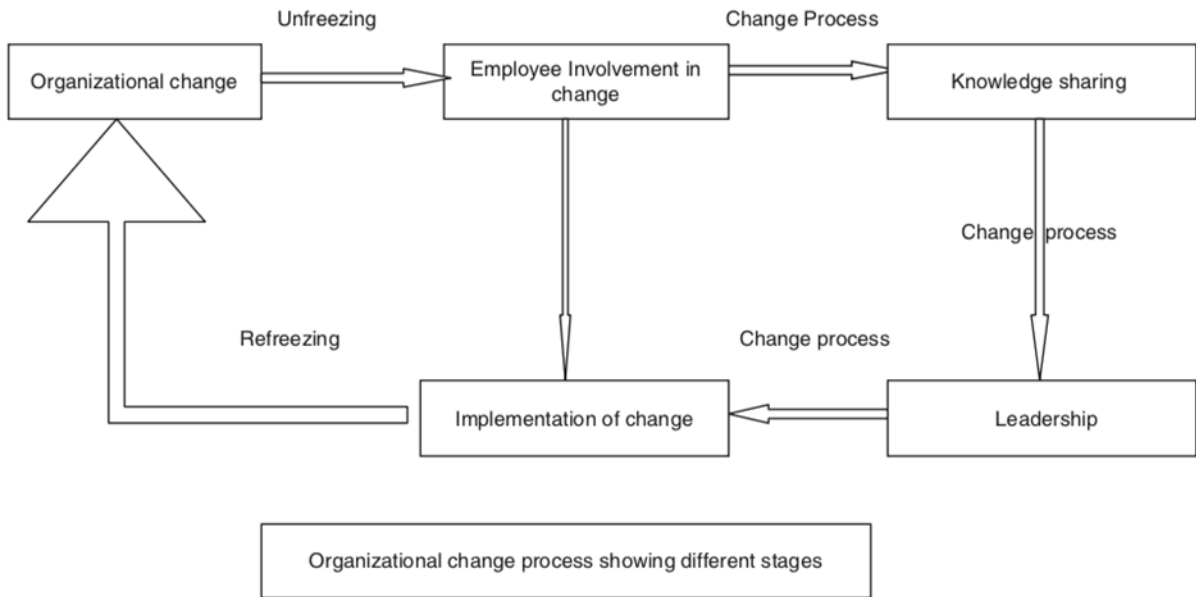 Unfreezing
Change Process
Organizational change
Employee Involvement in
change
Knowledge sharing
Change process
Refreezing
Change process
Implementation of change
Leadership
Organizational change process showing different stages